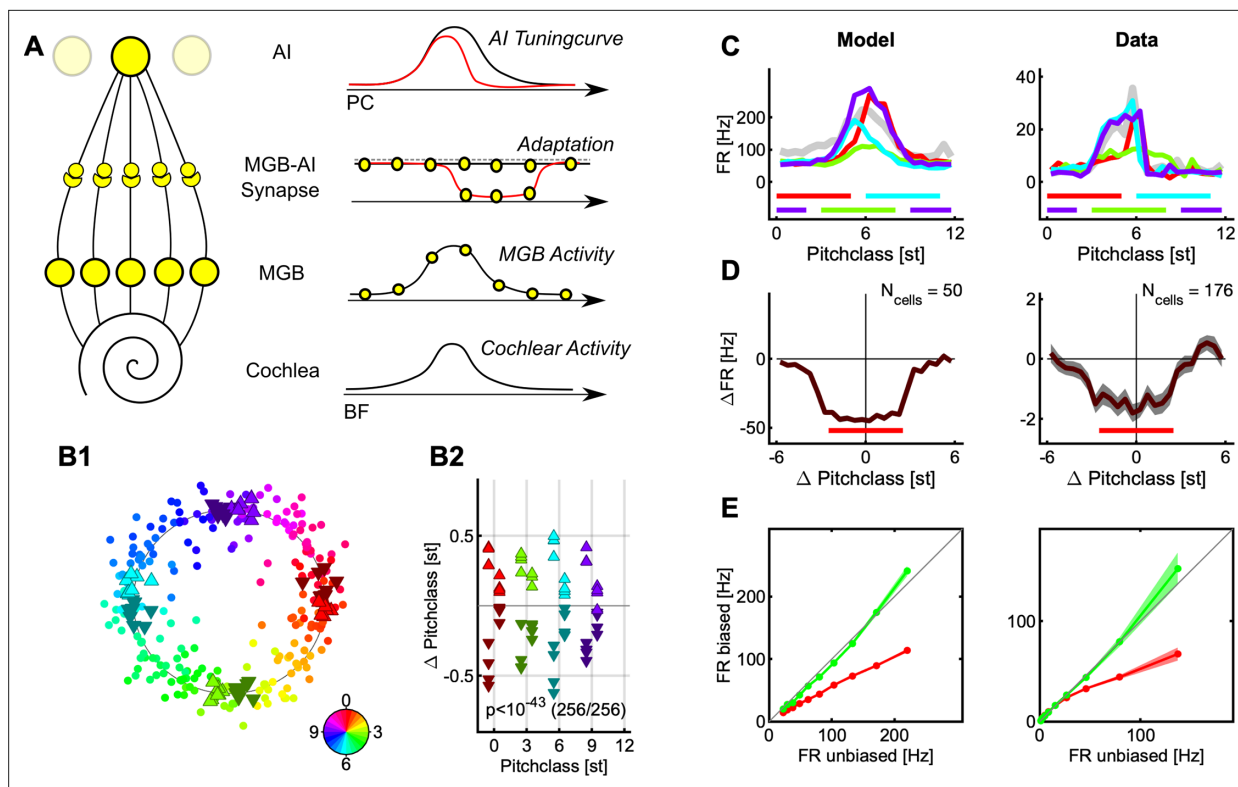 A
AI
AI Tuningcurve
PC
MGB-AI
Synapse
Adaptation
MGB
MGB Activity
Cochlea
Cochlear Activity
BF
B1
0
9
3
6
B2
Δ Pitchclass [st]
0.5
-0.5
p<10-43 (256/256)
0 3 6 9 12
Pitchclass [st]
C
Model
Data
FR [Hz]
200
100
0
0 6 12
Pitchclass [st]
40
20
0
0 6 12
Pitchclass [st]
D
Ncells = 50
ΔFR [Hz]
0
-50
-6 0 6
Δ Pitchclass [st]
Ncells = 176
2
0
-2
-6 0 6
Δ Pitchclass [st]
E
FR biased [Hz]
200
100
0
0 100 200
FR unbiased [Hz]
100
0
0 100
FR unbiased [Hz]